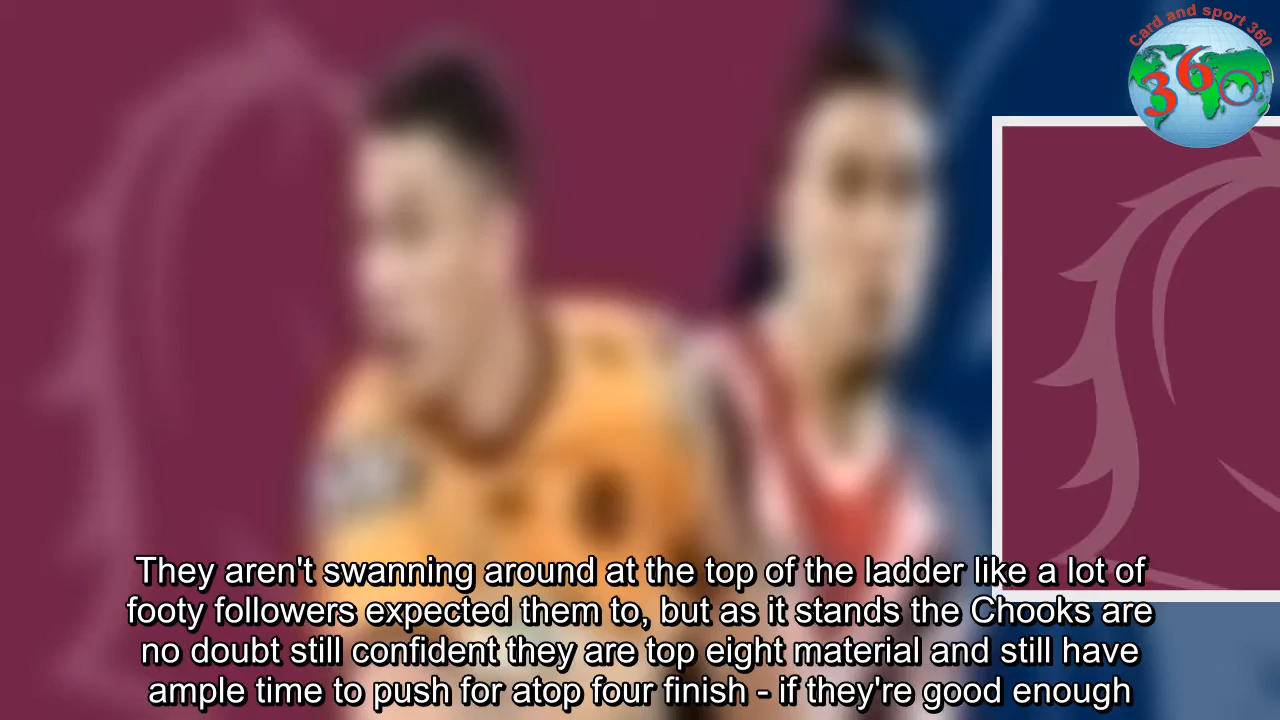 Card and sport 360
360
They aren't swanning around at the top of the ladder like a lot of
footy followers expected them to, but as it stands the Chooks are
no doubt still confident they are top eight material and still have
ample time to push for atop four finish - if they're good enough